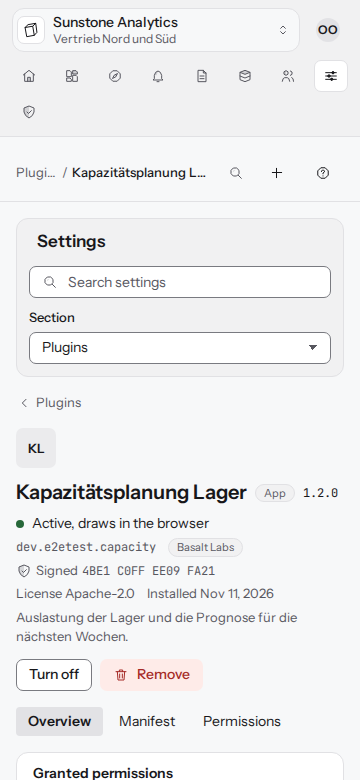 Sunstone Analytics
Vertrieb Nord und Süd
OO
Plugi... / Kapazitätsplanung L...
Settings
Search settings
Section
Plugins
Plugins
KL
Kapazitätsplanung Lager App 1.2.0
Active, draws in the browser
dev.e2etest.capacity Basalt Labs
Signed 4BE1 C0FF EE09 FA21
License Apache-2.0 Installed Nov 11, 2026
Auslastung der Lager und die Prognose für die
nächsten Wochen.
Turn off Remove
Overview Manifest Permissions
Granted permissions